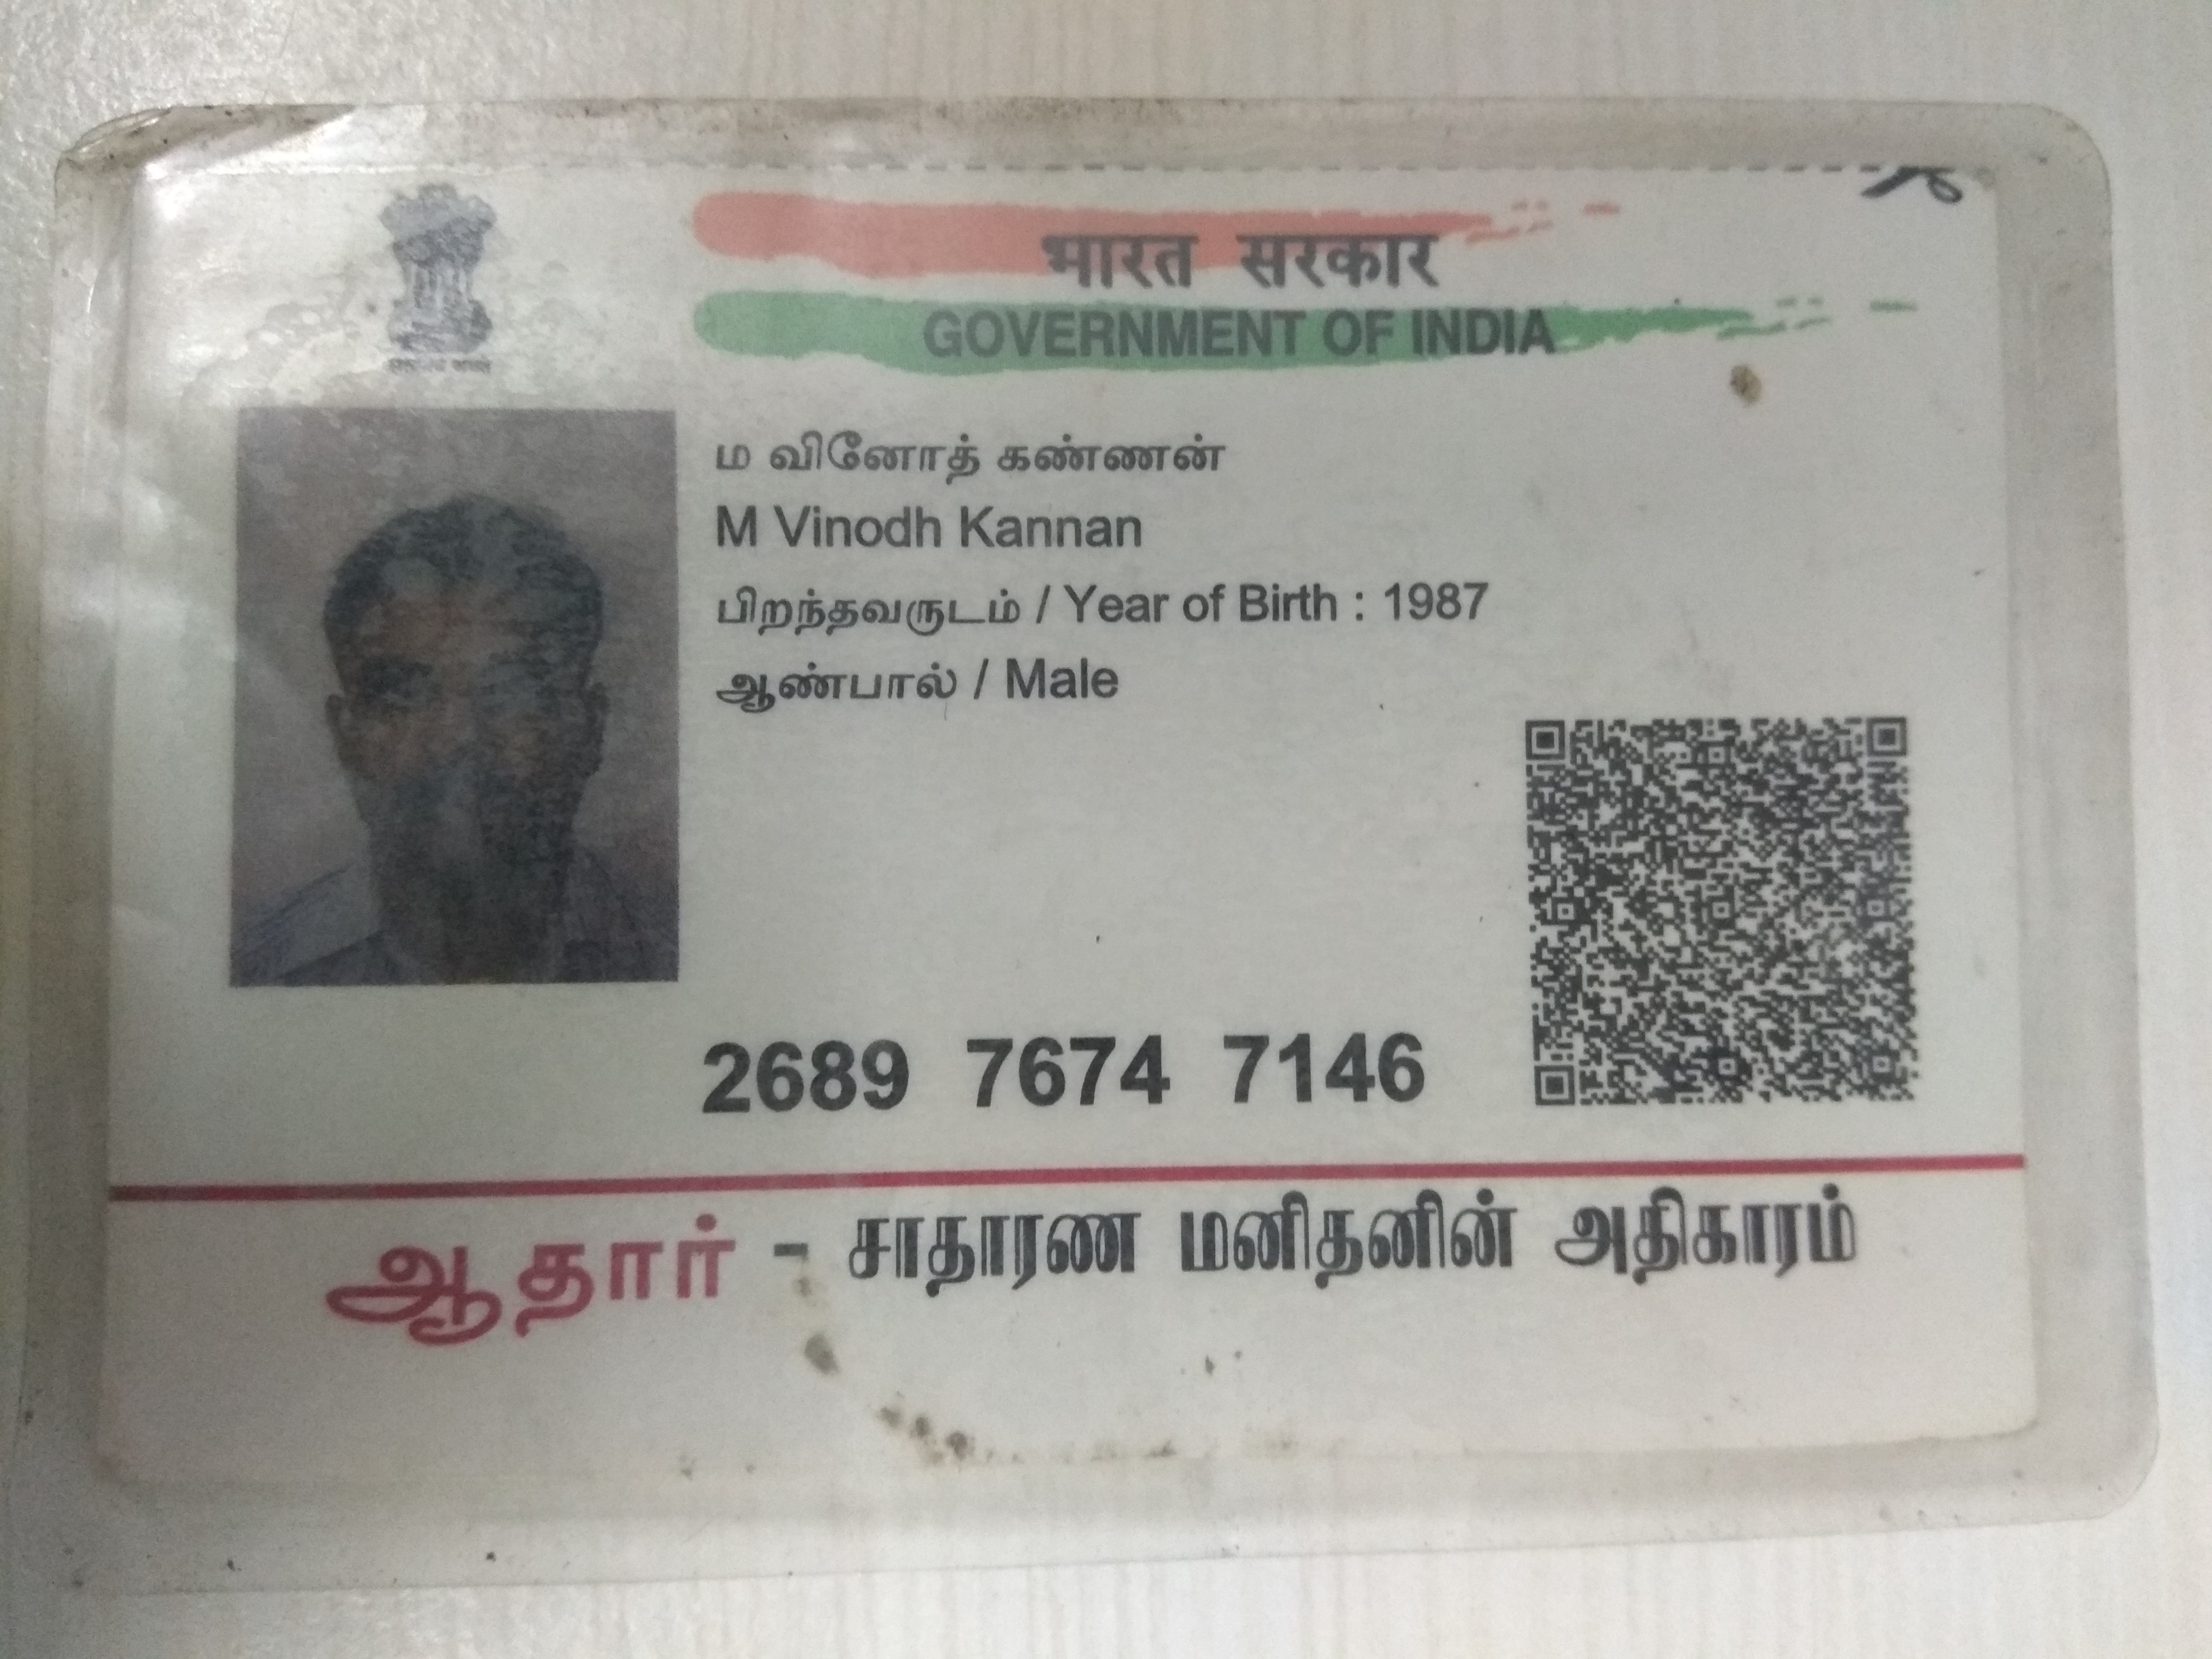 भारत सरकार
GOVERNMENT OF INDIA
ம வினோத் கண்ணன்
M Vinodh Kannan
பிறந்தவருடம் / Year of Birth : 1987
ஆண்பால் / Male
2689 7674 7146
ஆதார் - சாதாரண மனிதனின் அதிகாரம்